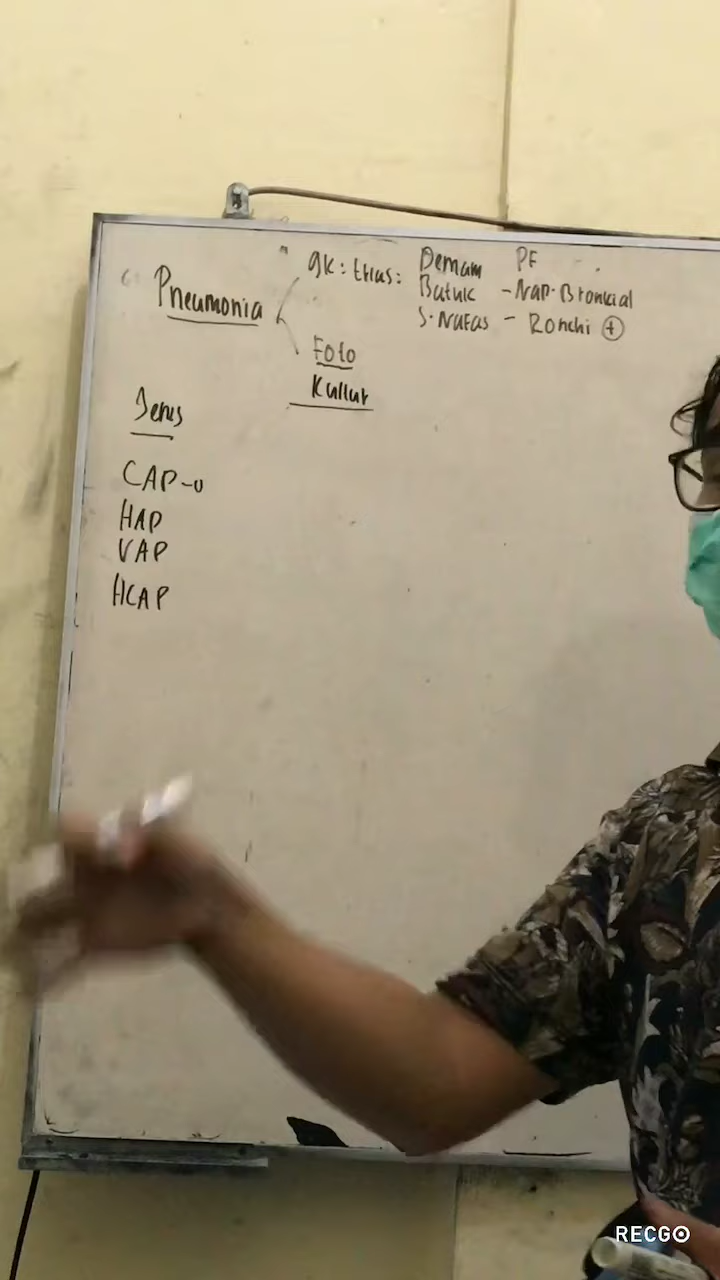 Pneumonia
gk: trias: Demam PF
Batuk - Nap. Bronkial
S. Nafas - Ronchi +
Foto
Kultur
Jenis
CAP-u
HAP
VAP
HCAP
RECGO